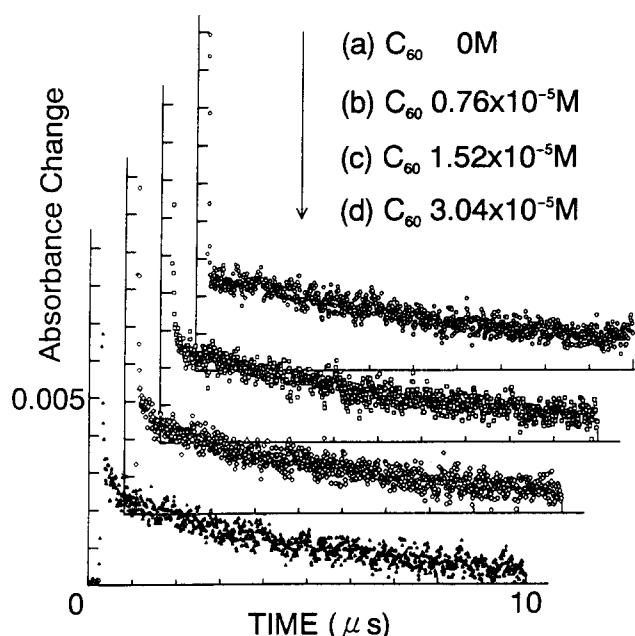 (a) C₆₀ 0M
(b) C₆₀ 0.76x10⁻⁵M
(c) C₆₀ 1.52x10⁻⁵M
(d) C₆₀ 3.04x10⁻⁵M
Absorbance Change
0.005
0
10
TIME (μs)